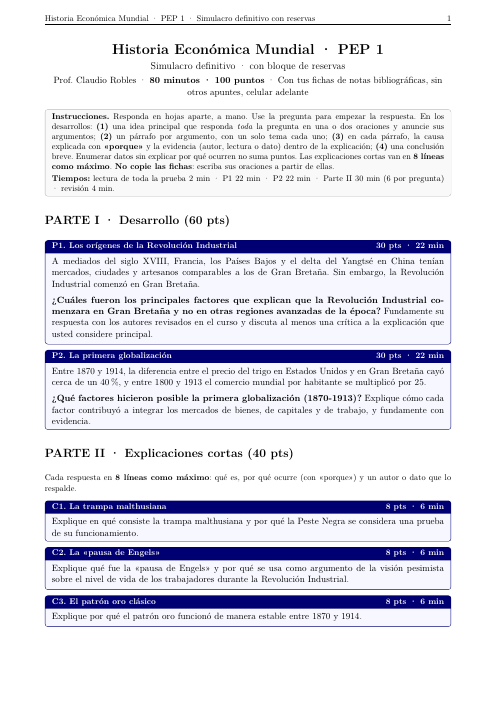 Historia Económica Mundial · PEP 1 1
Historia Económica Mundial · PEP 1
Simulacro definitivo · con bloque de reservas
Prof. Claudio Robles · 80 minutos · 100 puntos · Con tus fichas de notas bibliográficas, sin
otros apuntes, celular adelante
Instrucciones. Responda en hojas aparte, a mano. Use la pregunta para empezar la respuesta. En los
desarrollos: (1) una idea principal que responda toda la pregunta en una o dos oraciones y anuncie sus
argumentos; (2) un párrafo por argumento, con un solo tema cada uno; (3) en cada párrafo, la causa
explicada con «porque» y la evidencia (autor, lectura o dato) dentro de la explicación; (4) una conclusión
breve. Enumerar datos sin explicar por qué ocurren no suma puntos. Las explicaciones cortas van en 8 líneas
como máximo. No copie las fichas: escriba sus oraciones a partir de ellas.
Tiempos: lectura de toda la prueba 2 min · P1 22 min · P2 22 min · Parte II 30 min (6 por pregunta)
· revisión 4 min.
PARTE I · Desarrollo (60 pts)
P1. Los orígenes de la Revolución Industrial 30 pts · 22 min
A mediados del siglo XVIII, Francia, los Países Bajos y el delta del Yangtsé en China tenían
mercados, ciudades y artesanos comparables a los de Gran Bretaña. Sin embargo, la Revolución
Industrial comenzó en Gran Bretaña.
¿Cuáles fueron los principales factores que explican que la Revolución Industrial co-
menzara en Gran Bretaña y no en otras regiones avanzadas de la época? Fundamente su
respuesta con los autores revisados en el curso y discuta al menos una crítica a la explicación que
usted considere principal.
P2. La primera globalización 30 pts · 22 min
Entre 1870 y 1914, la diferencia entre el precio del trigo en Estados Unidos y en Gran Bretaña cayó
cerca de un 40 %, y entre 1800 y 1913 el comercio mundial por habitante se multiplicó por 25.
¿Qué factores hicieron posible la primera globalización (1870-1913)? Explique cómo cada
factor contribuyó a integrar los mercados de bienes, de capitales y de trabajo, y fundamente con
evidencia.
PARTE II · Explicaciones cortas (40 pts)
Cada respuesta en 8 líneas como máximo: qué es, por qué ocurre (con «porque») y un autor o dato que lo
respalde.
C1. La trampa malthusiana 8 pts · 6 min
Explique en qué consiste la trampa malthusiana y por qué la Peste Negra se considera una prueba
de su funcionamiento.
C2. La «pausa de Engels» 8 pts · 6 min
Explique qué fue la «pausa de Engels» y por qué se usa como argumento de la visión pesimista
sobre el nivel de vida de los trabajadores durante la Revolución Industrial.
C3. El patrón oro clásico 8 pts · 6 min
Explique por qué el patrón oro funcionó de manera estable entre 1870 y 1914.